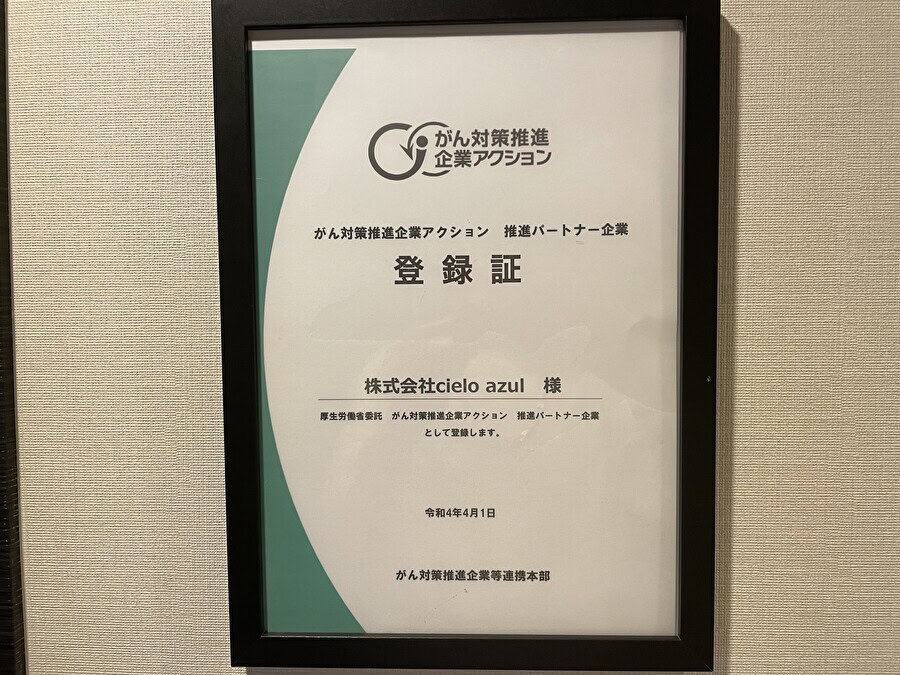 がん対策推進
企業アクション
がん対策推進企業アクション　推進パートナー企業
登録証
株式会社cielo azul　様
厚生労働省委託　がん対策推進企業アクション　推進パートナー企業
として登録します。
令和4年4月1日
がん対策推進企業等連携本部